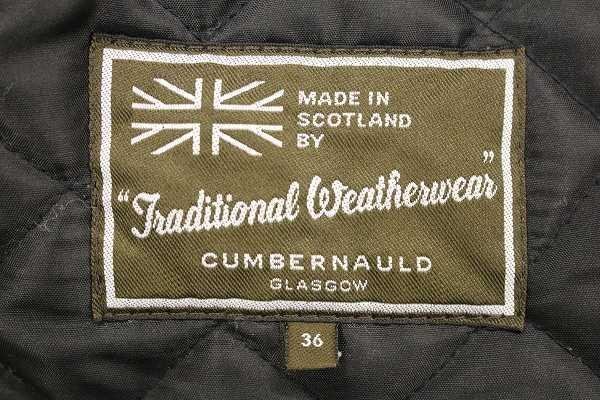 MADE IN
SCOTLAND
BY
"Traditional Weatherwear"
CUMBERNAULD
GLASGOW
36